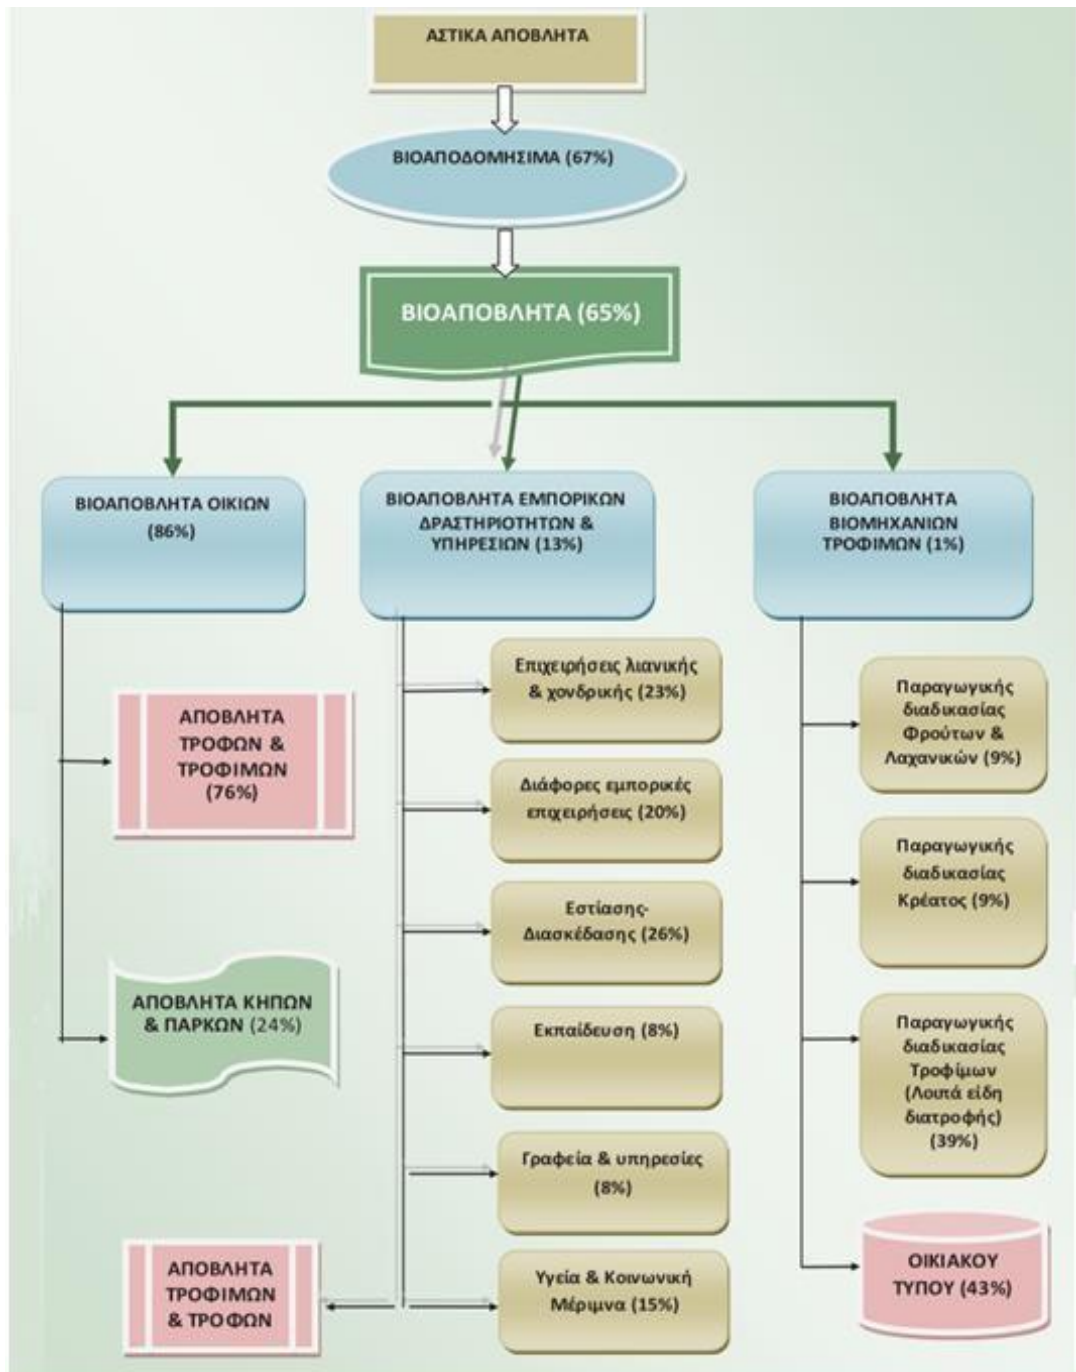 ΑΣΤΙΚΑ ΑΠΟΒΛΗΤΑ
ΒΙΟΑΠΟΔΟΜΗΣΙΜΑ (67%)
ΒΙΟΑΠΟΒΛΗΤΑ (65%)
ΒΙΟΑΠΟΒΛΗΤΑ ΟΙΚΙΩΝ
(86%)
ΑΠΟΒΛΗΤΑ
ΤΡΟΦΩΝ &
ΤΡΟΦΙΜΩΝ
(76%)
ΑΠΟΒΛΗΤΑ ΚΗΠΩΝ
& ΠΑΡΚΩΝ (24%)
ΒΙΟΑΠΟΒΛΗΤΑ ΕΜΠΟΡΙΚΩΝ
ΔΡΑΣΤΗΡΙΟΤΗΤΩΝ &
ΥΠΗΡΕΣΙΩΝ (13%)
Επιχειρήσεις λιανικής
& χονδρικής (23%)
Διάφορες εμπορικές
επιχειρήσεις (20%)
Εστίασης-
Διασκέδασης (26%)
Εκπαίδευση (8%)
Γραφεία & υπηρεσίες
(8%)
Υγεία & Κοινωνική
Μέριμνα (15%)
ΑΠΟΒΛΗΤΑ
ΤΡΟΦΙΜΩΝ
& ΤΡΟΦΩΝ
ΒΙΟΑΠΟΒΛΗΤΑ
ΒΙΟΜΗΧΑΝΙΩΝ
ΤΡΟΦΙΜΩΝ (1%)
Παραγωγικής
διαδικασίας
Φρούτων &
Λαχανικών (9%)
Παραγωγικής
διαδικασίας
Κρέατος (9%)
Παραγωγικής
διαδικασίας
Τροφίμων
(Λοιπά είδη
διατροφής)
(39%)
ΟΙΚΙΑΚΟΥ
ΤΥΠΟΥ (43%)